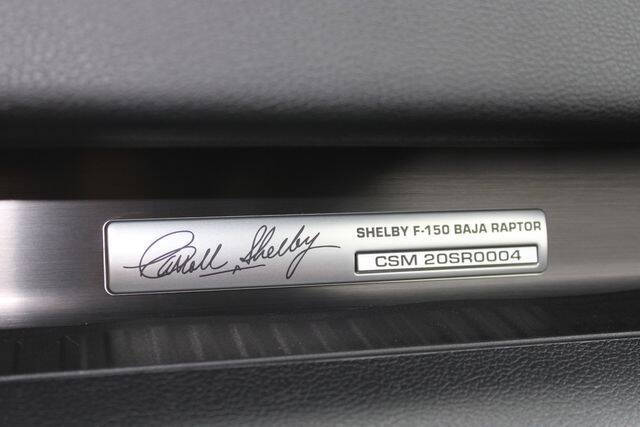 Carroll Shelby
SHELBY F-150 BAJA RAPTOR
CSM 20SR0004